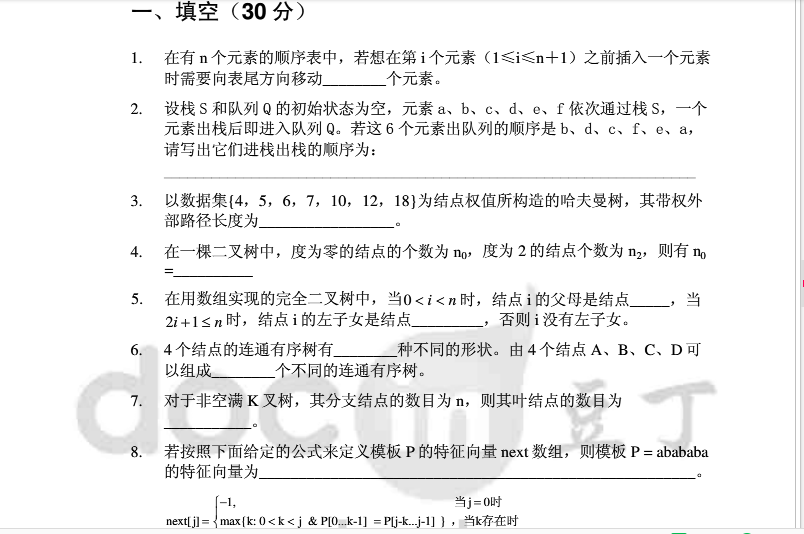 一、填空（30 分）
1. 在有 n 个元素的顺序表中，若想在第 i 个元素（1≤i≤n＋1）之前插入一个元素
时需要向表尾方向移动________个元素。
2. 设栈 S 和队列 Q 的初始状态为空，元素 a、b、c、d、e、f 依次通过栈 S，一个
元素出栈后即进入队列 Q。若这 6 个元素出队列的顺序是 b、d、c、f、e、a，
请写出它们进栈出栈的顺序为：
3. 以数据集{4，5，6，7，10，12，18}为结点权值所构造的哈夫曼树，其带权外
部路径长度为_________________。
4. 在一棵二叉树中，度为零的结点的个数为 n₀，度为 2 的结点个数为 n₂，则有 n₀
=__________
5. 在用数组实现的完全二叉树中，当0 < i < n 时，结点 i 的父母是结点_____，当
2i+1 ≤ n 时，结点 i 的左子女是结点_________，否则 i 没有左子女。
6. 4 个结点的连通有序树有________种不同的形状。由 4 个结点 A、B、C、D 可
以组成________个不同的连通有序树。
7. 对于非空满 K 叉树，其分支结点的数目为 n，则其叶结点的数目为
___________。
8. 若按照下面给定的公式来定义模板 P 的特征向量 next 数组，则模板 P = abababa
的特征向量为_______________________________________________________。
−1, 当j=0时
next[j]= { max{k: 0<k<j & P[0...k-1] =P[j-k...j-1] } ，当k存在时
doc 豆丁